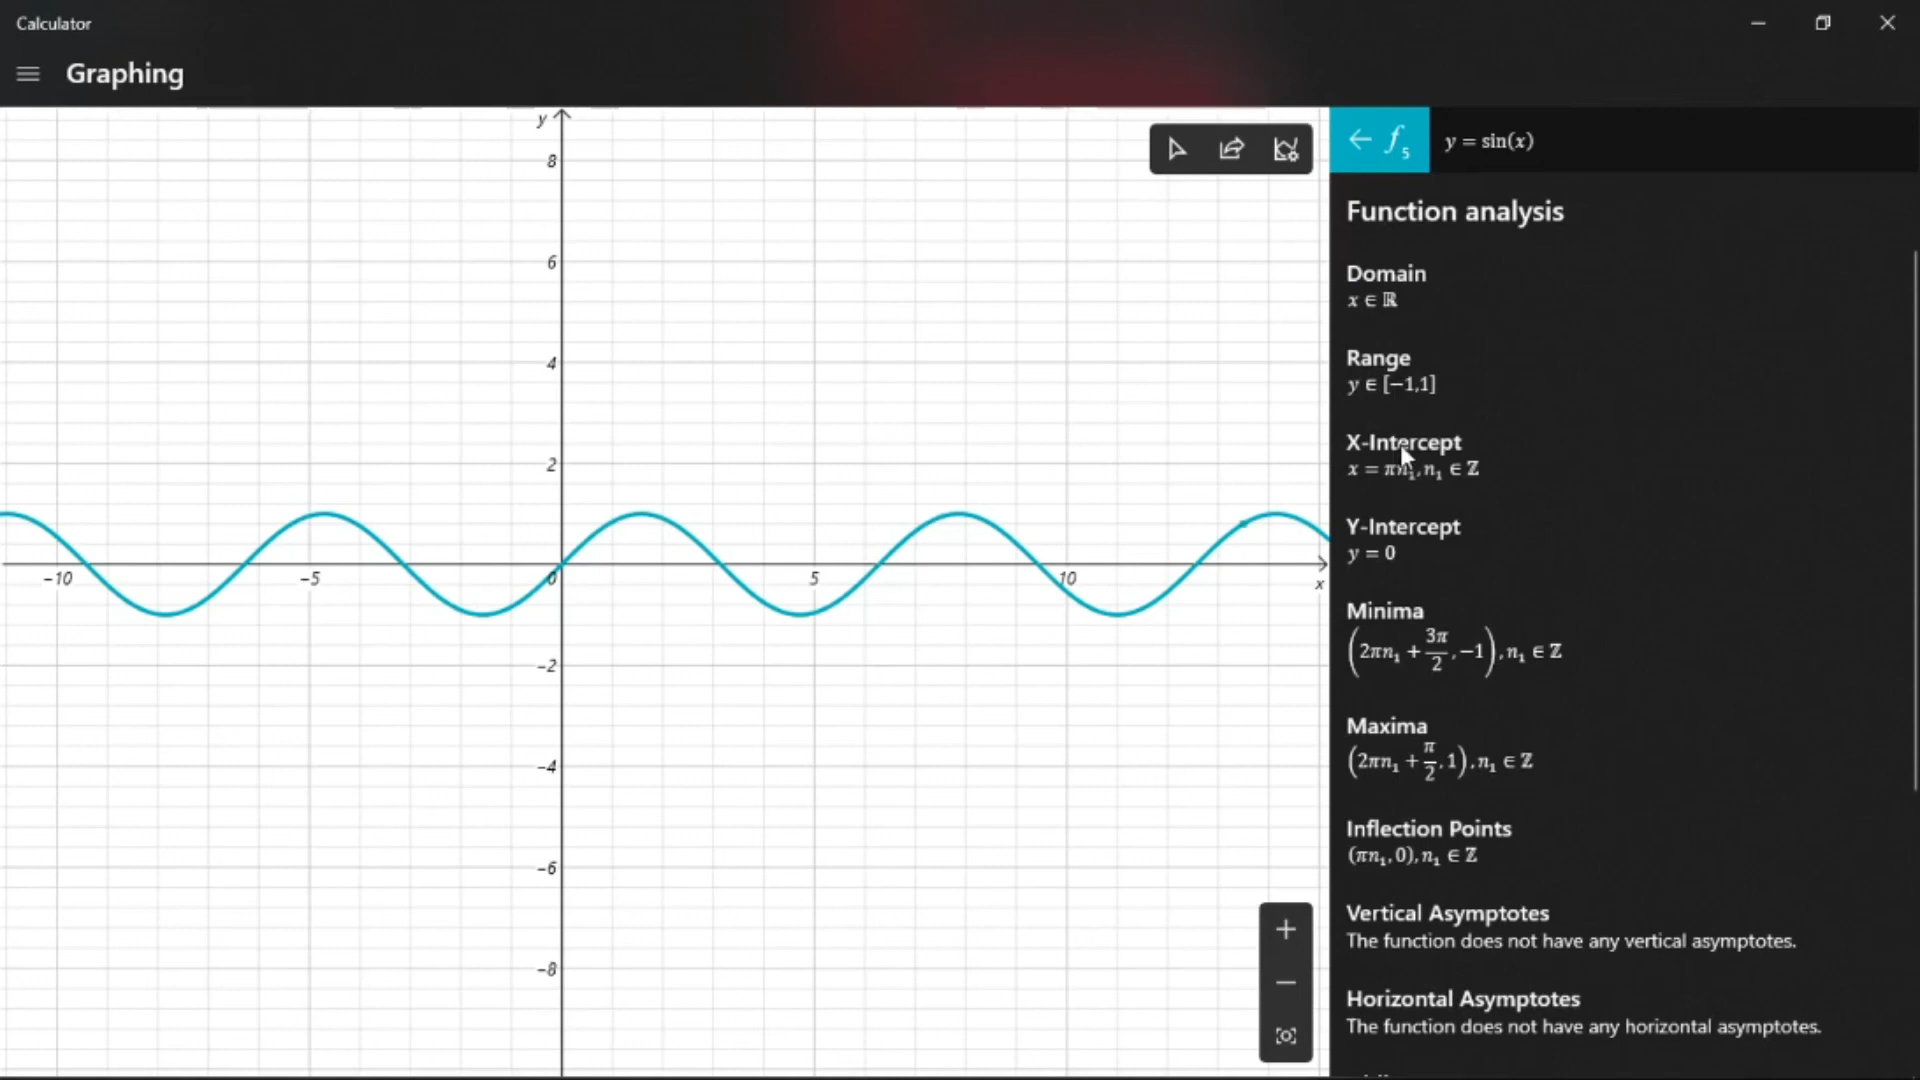 Calculator
Graphing
y
8
6
4
2
−10
−5
0
5
10
x
−2
−4
−6
−8
f₅
y = sin(x)
Function analysis
Domain
x ∈ ℝ
Range
y ∈ [−1,1]
X-Intercept
x = πn₁, n₁ ∈ ℤ
Y-Intercept
y = 0
Minima
(2πn₁ + 3π/2, −1), n₁ ∈ ℤ
Maxima
(2πn₁ + π/2, 1), n₁ ∈ ℤ
Inflection Points
(πn₁, 0), n₁ ∈ ℤ
Vertical Asymptotes
The function does not have any vertical asymptotes.
Horizontal Asymptotes
The function does not have any horizontal asymptotes.